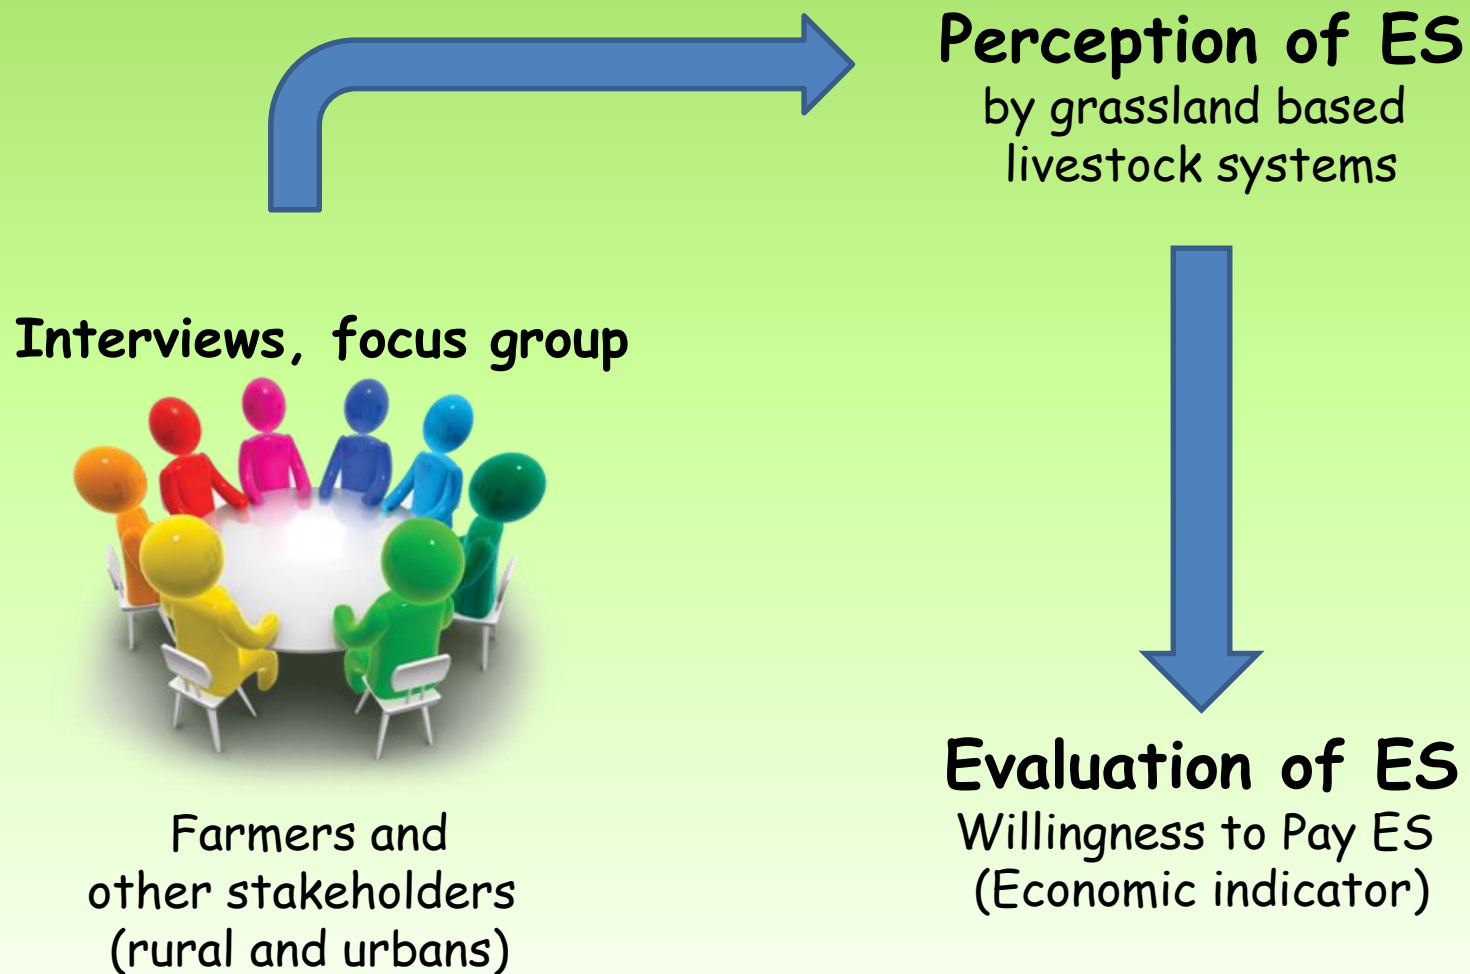 Perception of ES
by grassland based
livestock systems
Interviews, focus group
Farmers and
other stakeholders
(rural and urbans)
Evaluation of ES
Willingness to Pay ES
(Economic indicator)